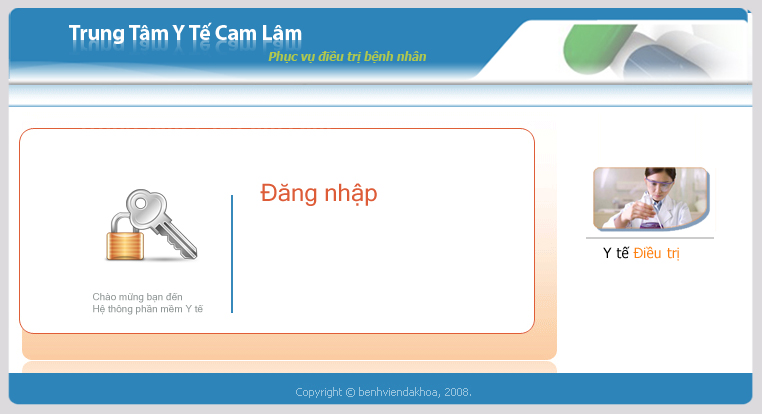 Trung Tâm Y Tế Cam Lâm
Phục vụ điều trị bệnh nhân
Đăng nhập
Chào mừng bạn đến
Hệ thông phần mềm Y tế
Y tế Điều trị
Copyright © benhviendakhoa, 2008.